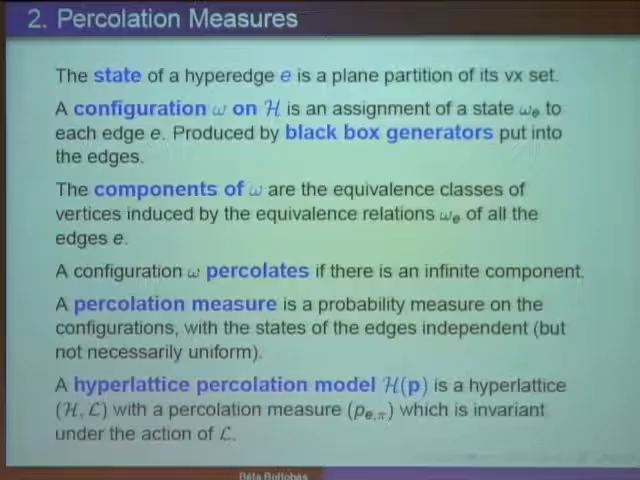 2. Percolation Measures
The state of a hyperedge e is a plane partition of its vx set.
A configuration ω on ℋ is an assignment of a state ωₑ to
each edge e. Produced by black box generators put into
the edges.
The components of ω are the equivalence classes of
vertices induced by the equivalence relations ωₑ of all the
edges e.
A configuration ω percolates if there is an infinite component.
A percolation measure is a probability measure on the
configurations, with the states of the edges independent (but
not necessarily uniform).
A hyperlattice percolation model ℋ(p) is a hyperlattice
(ℋ, ℒ) with a percolation measure (p_{e,π}) which is invariant
under the action of ℒ.
Béla Bollobás